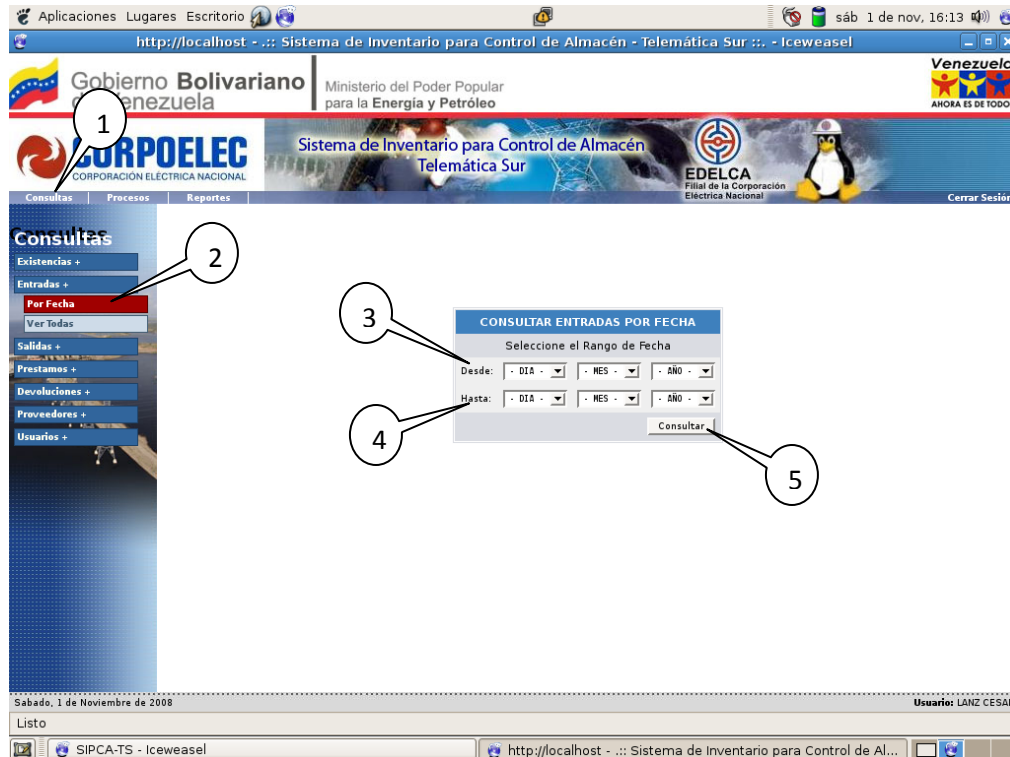 Aplicaciones Lugares Escritorio
sáb 1 de nov, 16:13
http://localhost - .:: Sistema de Inventario para Control de Almacén - Telemática Sur ::. - Iceweasel
Gobierno Bolivariano
de Venezuela
Ministerio del Poder Popular
para la Energía y Petróleo
Venezuela
AHORA ES DE TODO
CORPOELEC
CORPORACIÓN ELÉCTRICA NACIONAL
Sistema de Inventario para Control de Almacén
Telemática Sur
EDELCA
Filial de la Corporación
Eléctrica Nacional
Consultas Procesos Reportes
Cerrar Sesión
1
Consultas
Existencias +
Entradas +
Por Fecha
Ver Todas
Salidas +
Prestamos +
Devoluciones +
Proveedores +
Usuarios +
2
3
CONSULTAR ENTRADAS POR FECHA
Seleccione el Rango de Fecha
Desde: - DIA - - MES - - AÑO -
Hasta: - DIA - - MES - - AÑO -
Consultar
4
5
Sabado, 1 de Noviembre de 2008
Usuario: LANZ CESAR
Listo
SIPCA-TS - Iceweasel
http://localhost - .:: Sistema de Inventario para Control de Al...